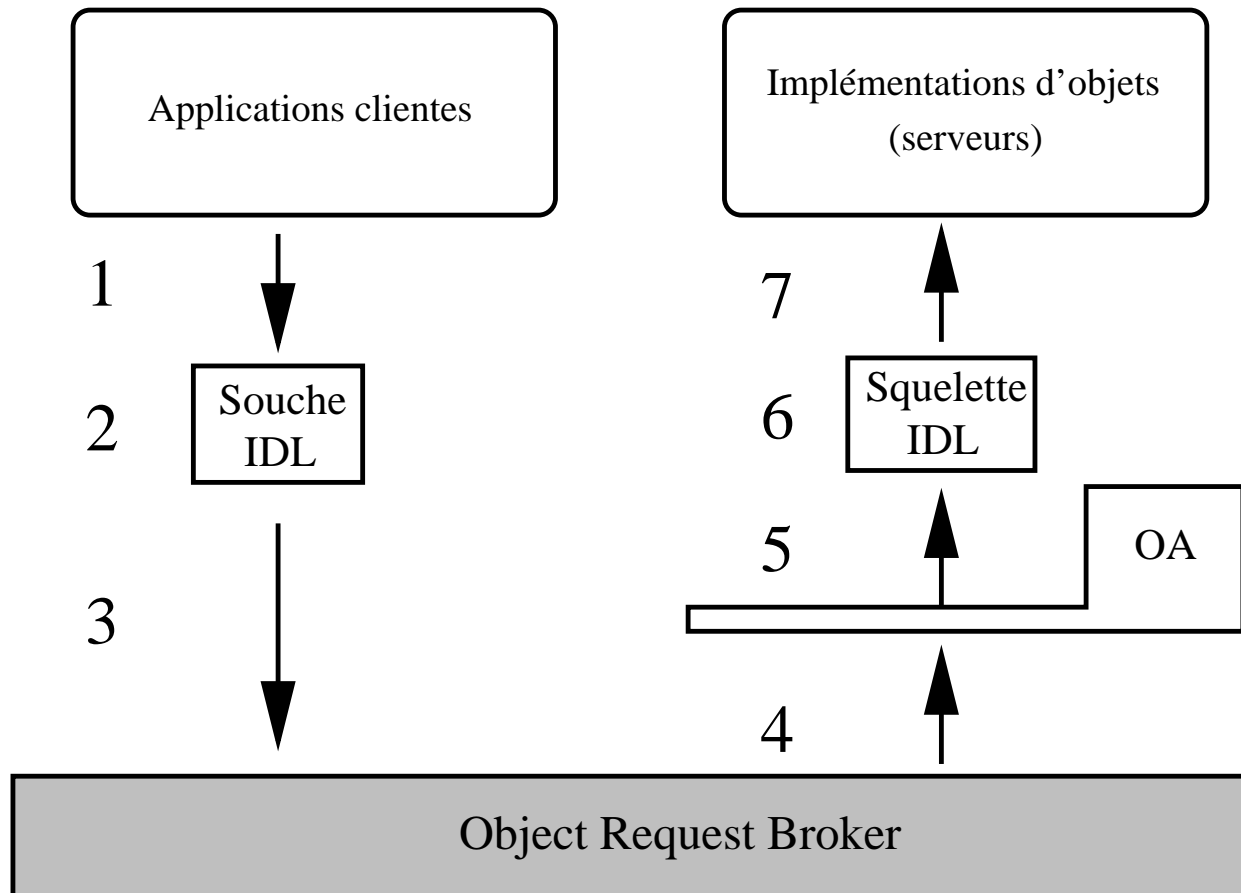 Applications clientes
Implémentations d'objets
(serveurs)
1
2
3
Souche
IDL
7
6
5
4
Squelette
IDL
OA
Object Request Broker